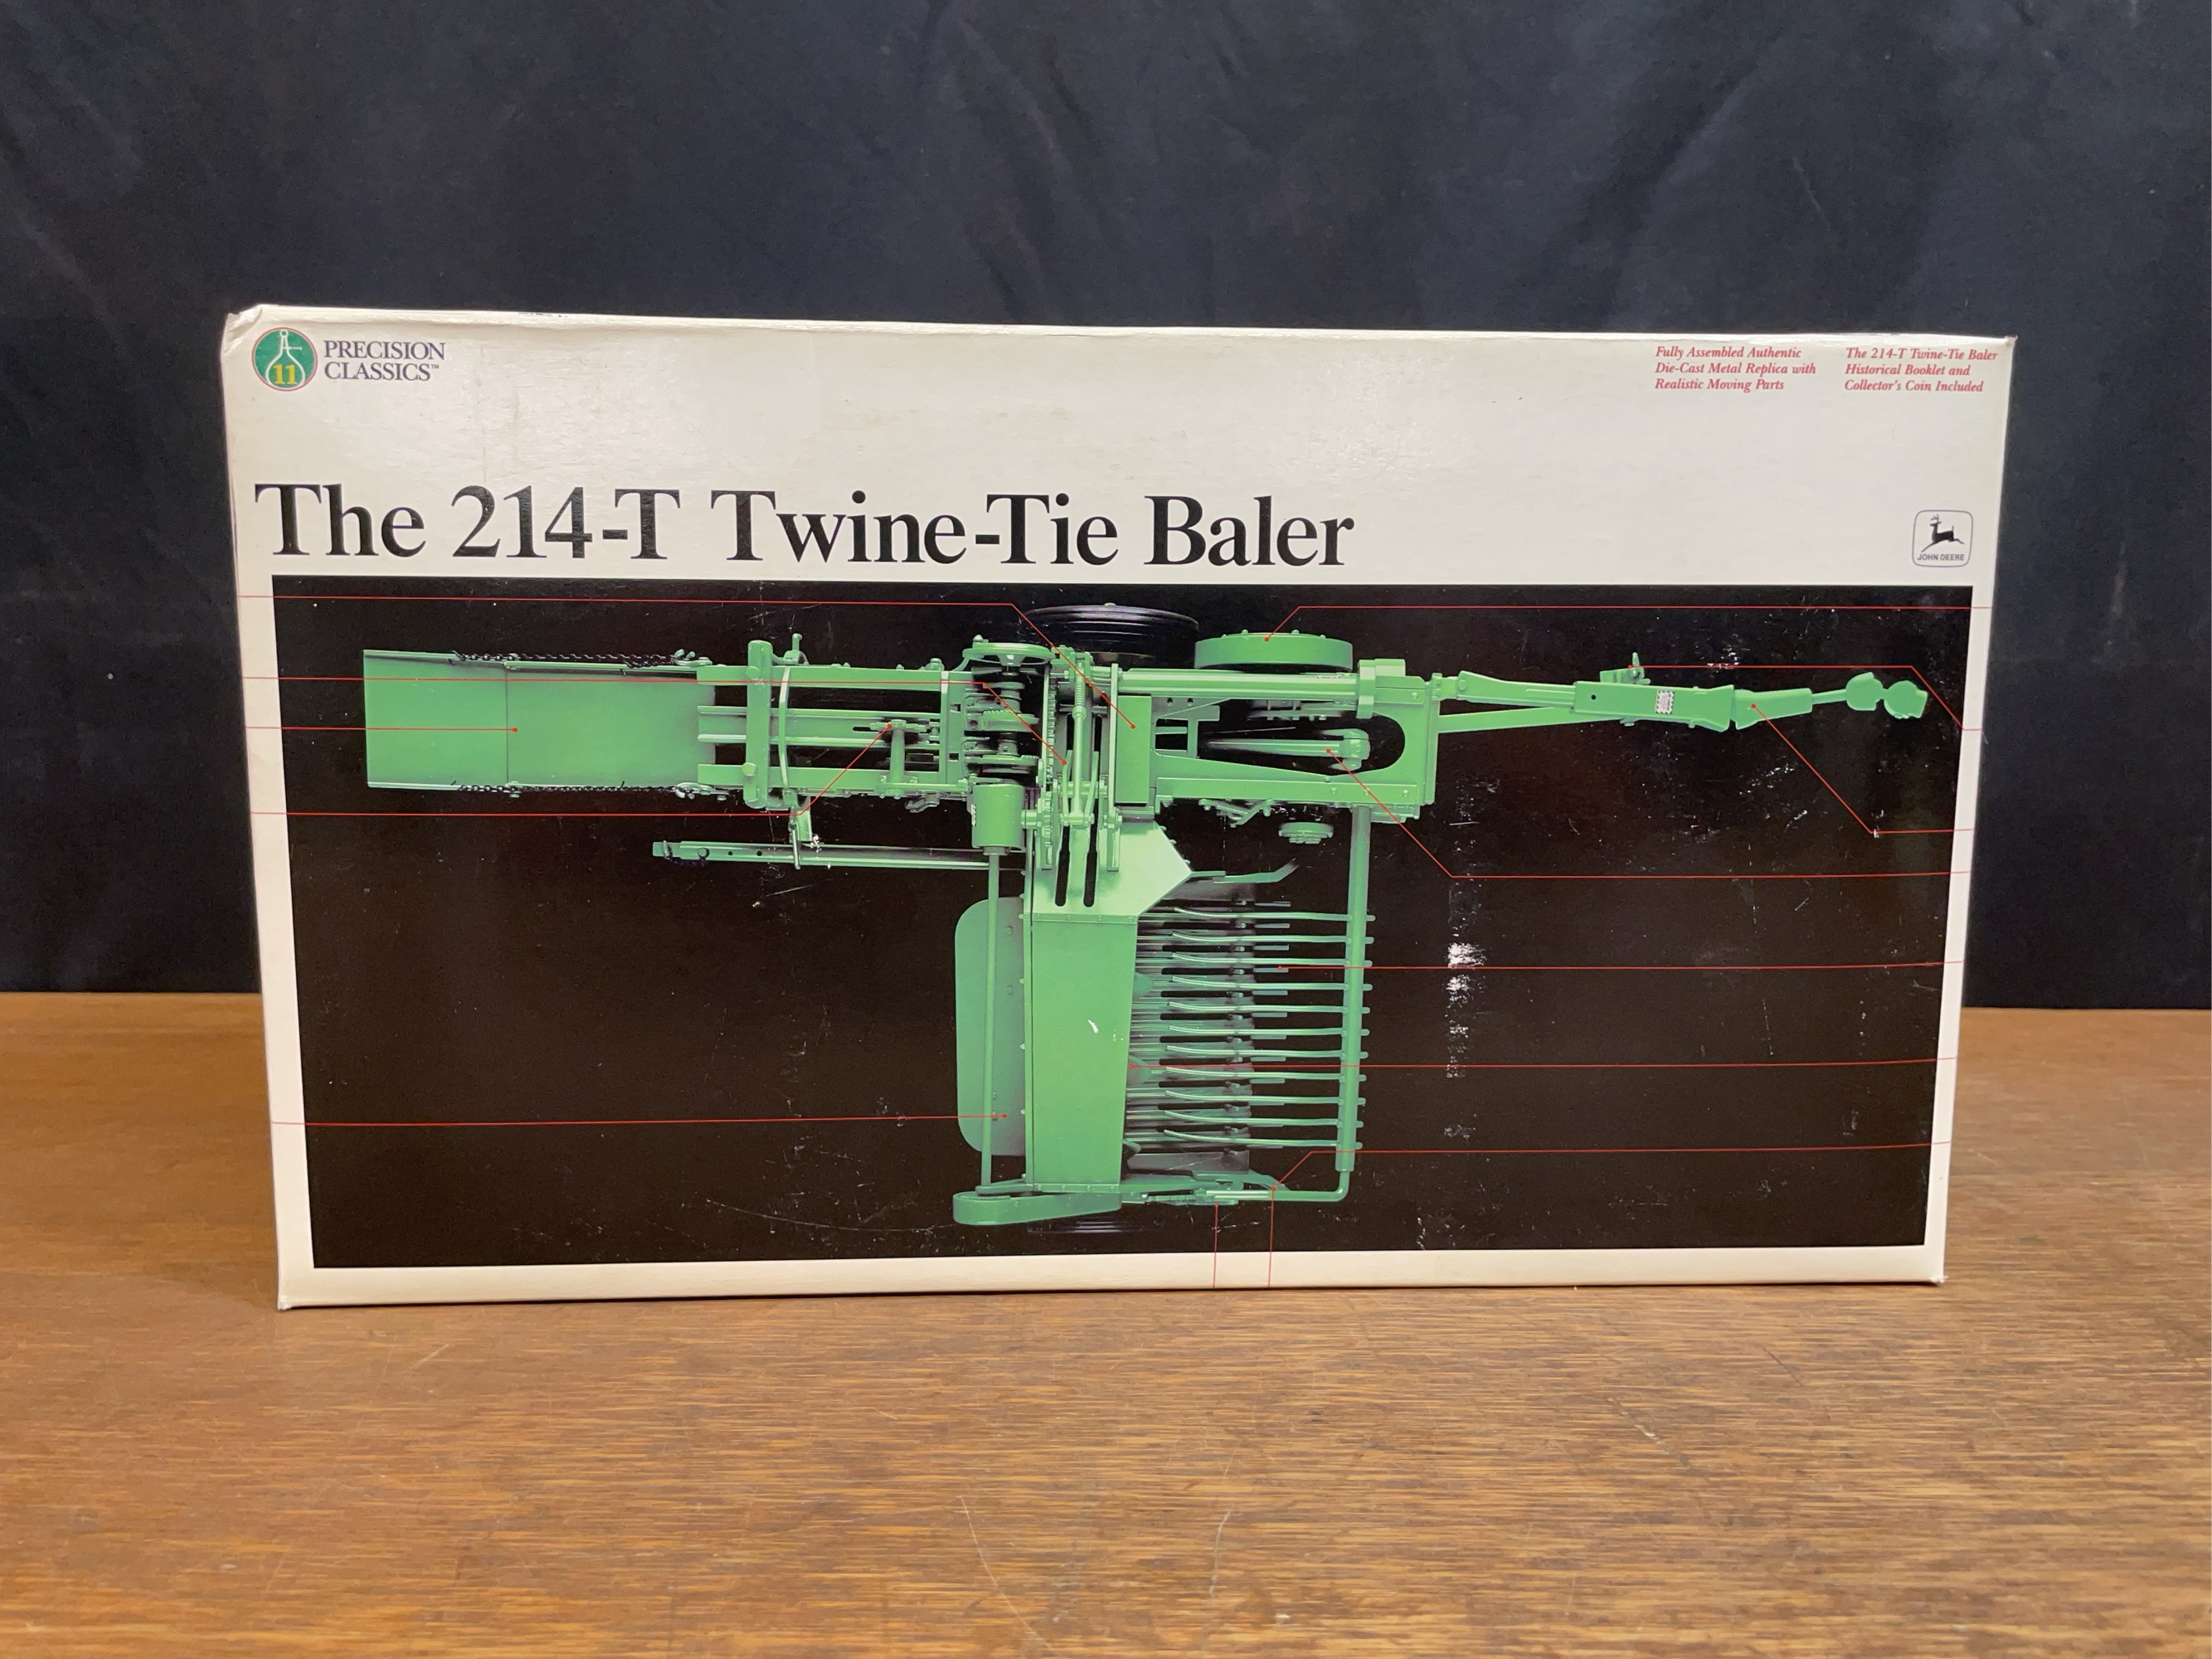 11
PRECISION
CLASSICS™
Fully Assembled Authentic
Die-Cast Metal Replica with
Realistic Moving Parts
The 214-T Twine-Tie Baler
Historical Booklet and
Collector's Coin Included
The 214-T Twine-Tie Baler
JOHN DEERE